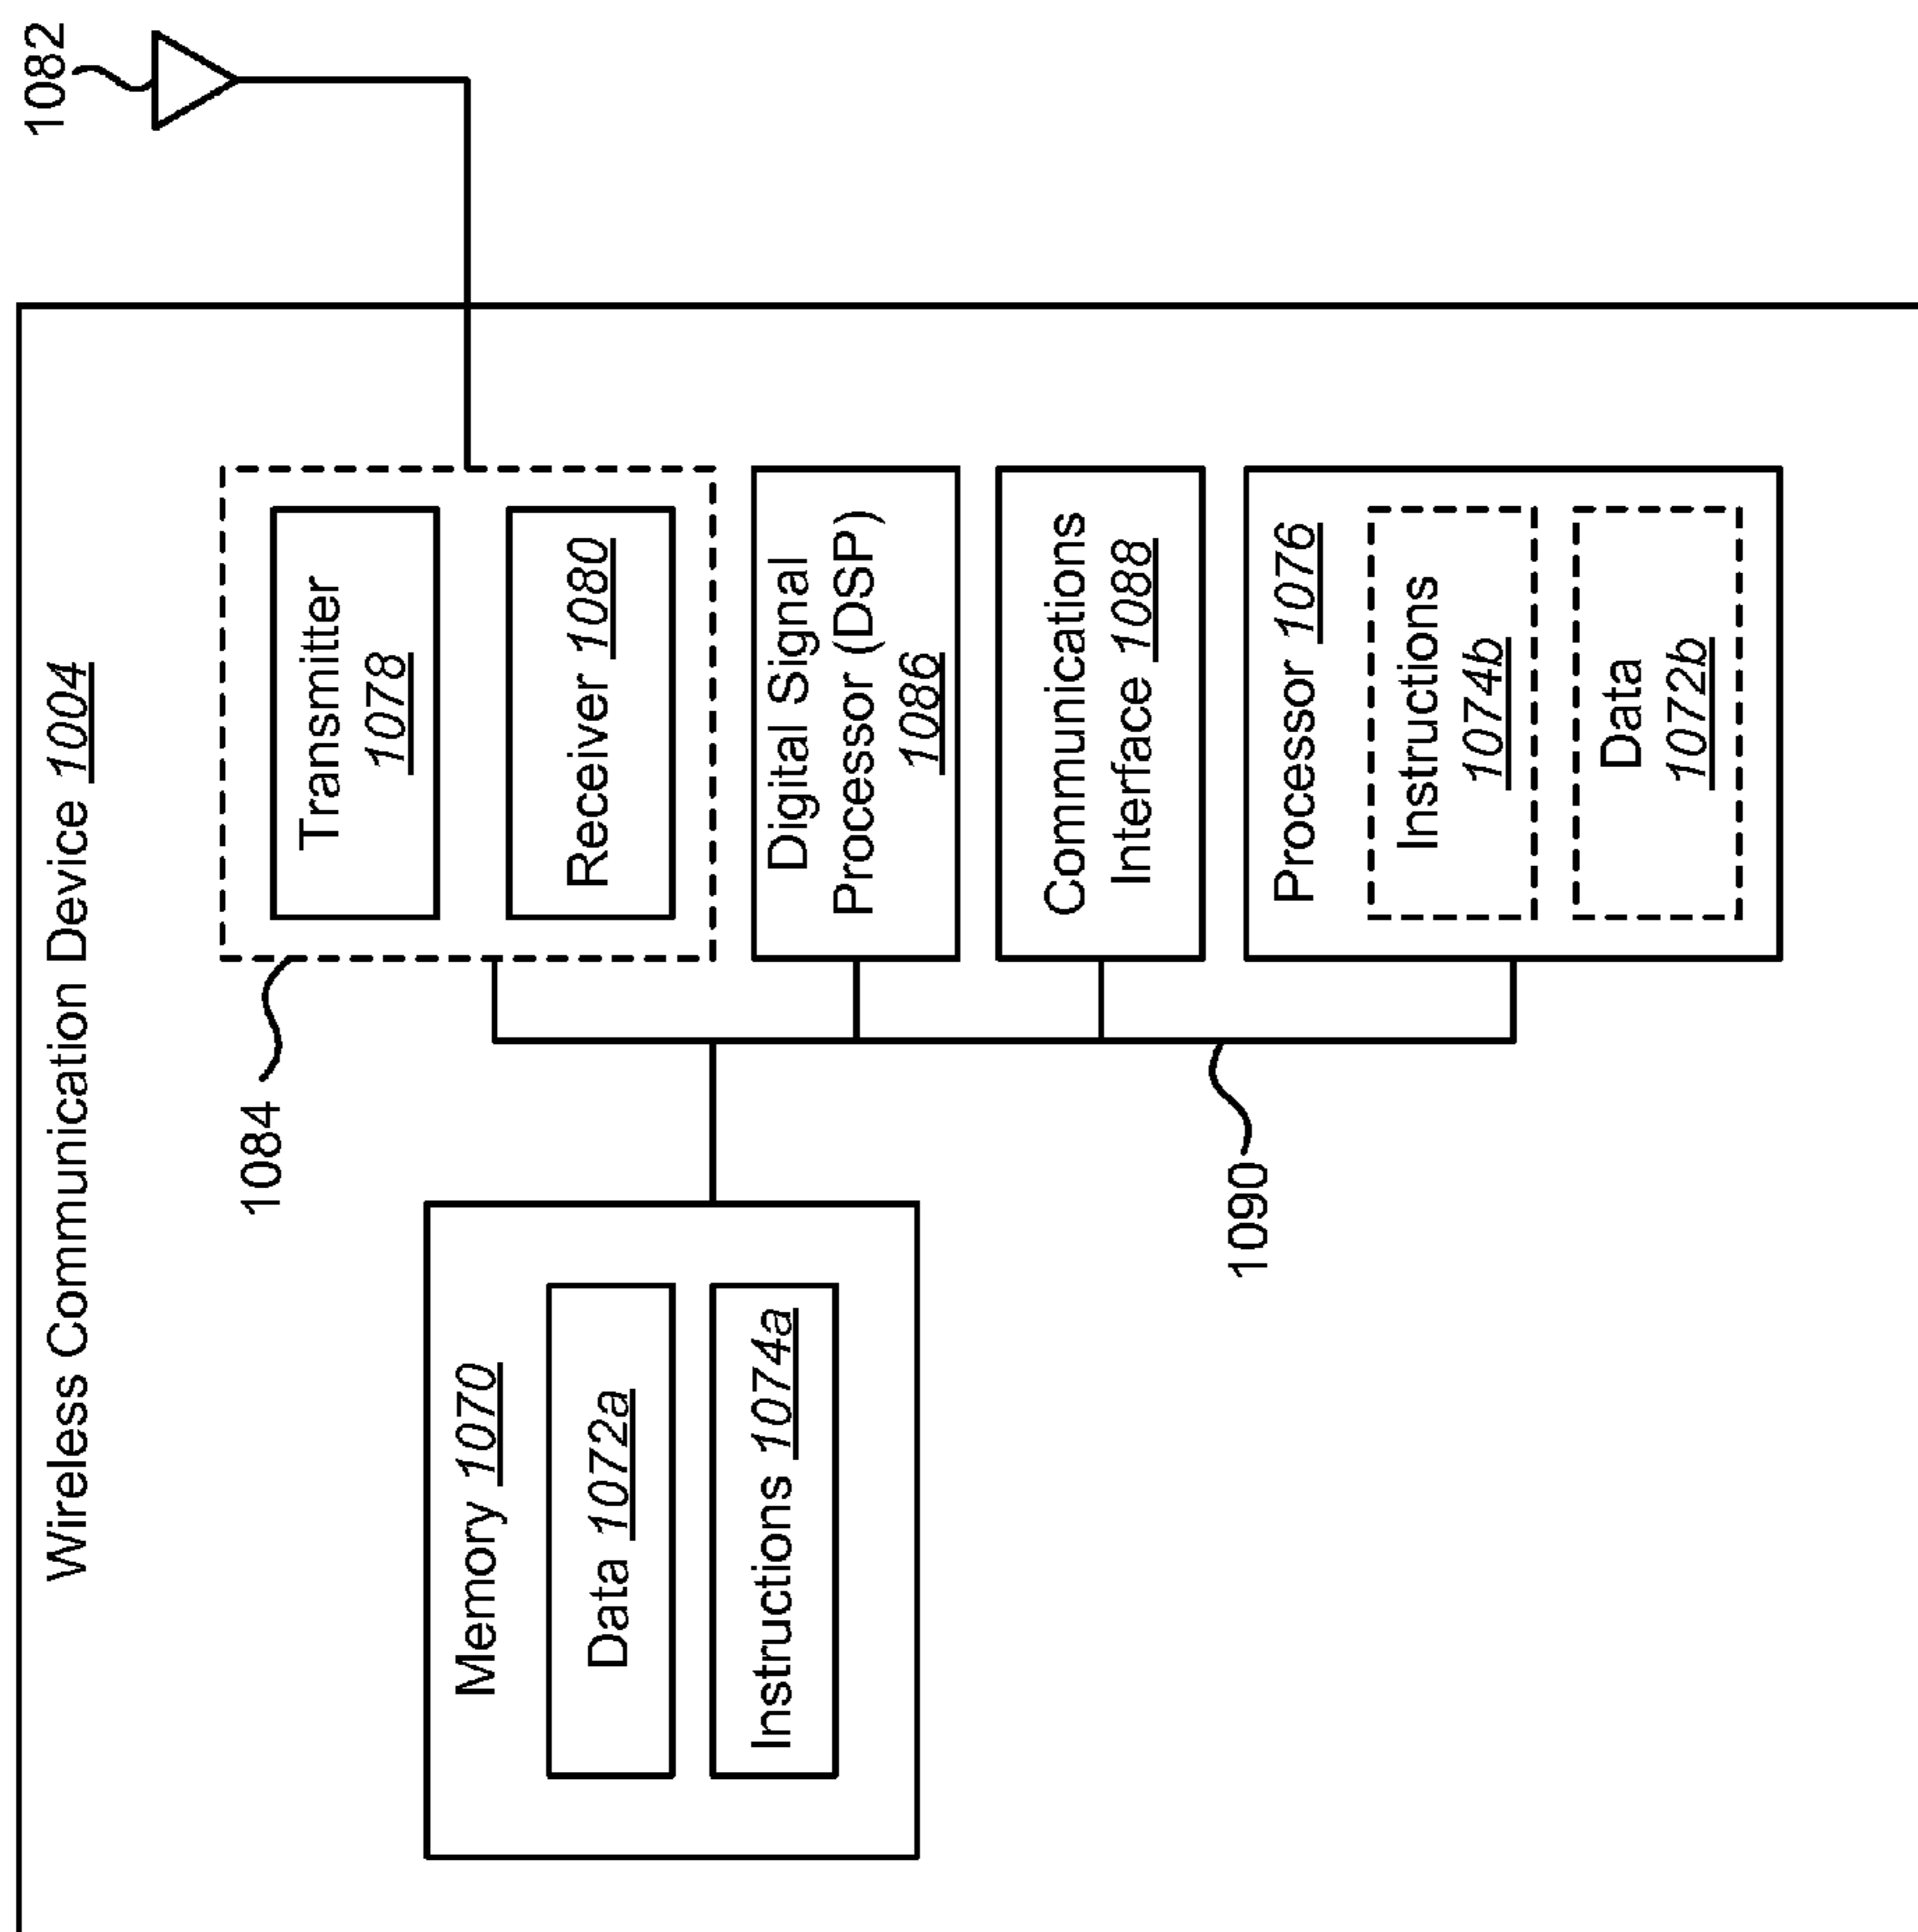 Wireless Communication Device 1004
1082
1084
Transmitter
1078
Receiver 1080
Memory 1070
Data 1072a
Instructions 1074a
Digital Signal
Processor (DSP)
1086
Communications
Interface 1088
1090
Processor 1076
Instructions
1074b
Data
1072b